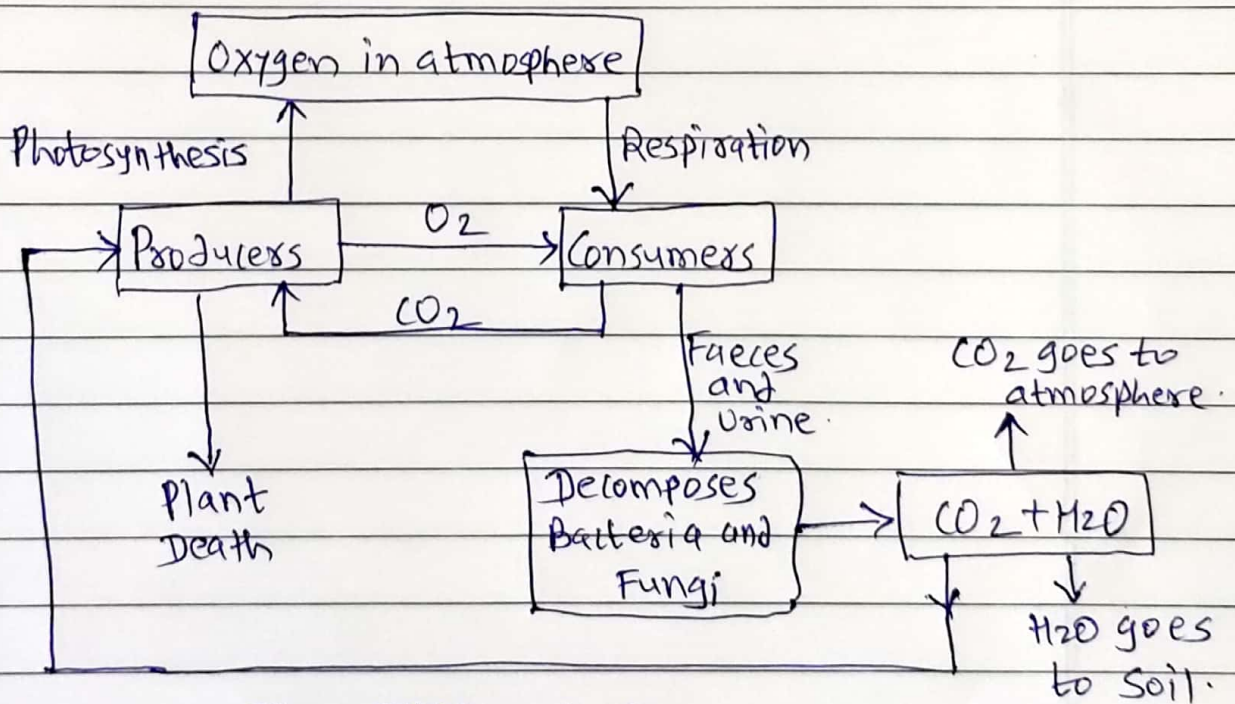 Oxygen in atmosphere
Photosynthesis
Respiration
Producers
O2
Consumers
CO2
Faeces
and
Urine.
CO2 goes to
atmosphere.
Plant
Death
Decomposes
Bacteria and
Fungi
CO2 + H2O
H2O goes
to soil.